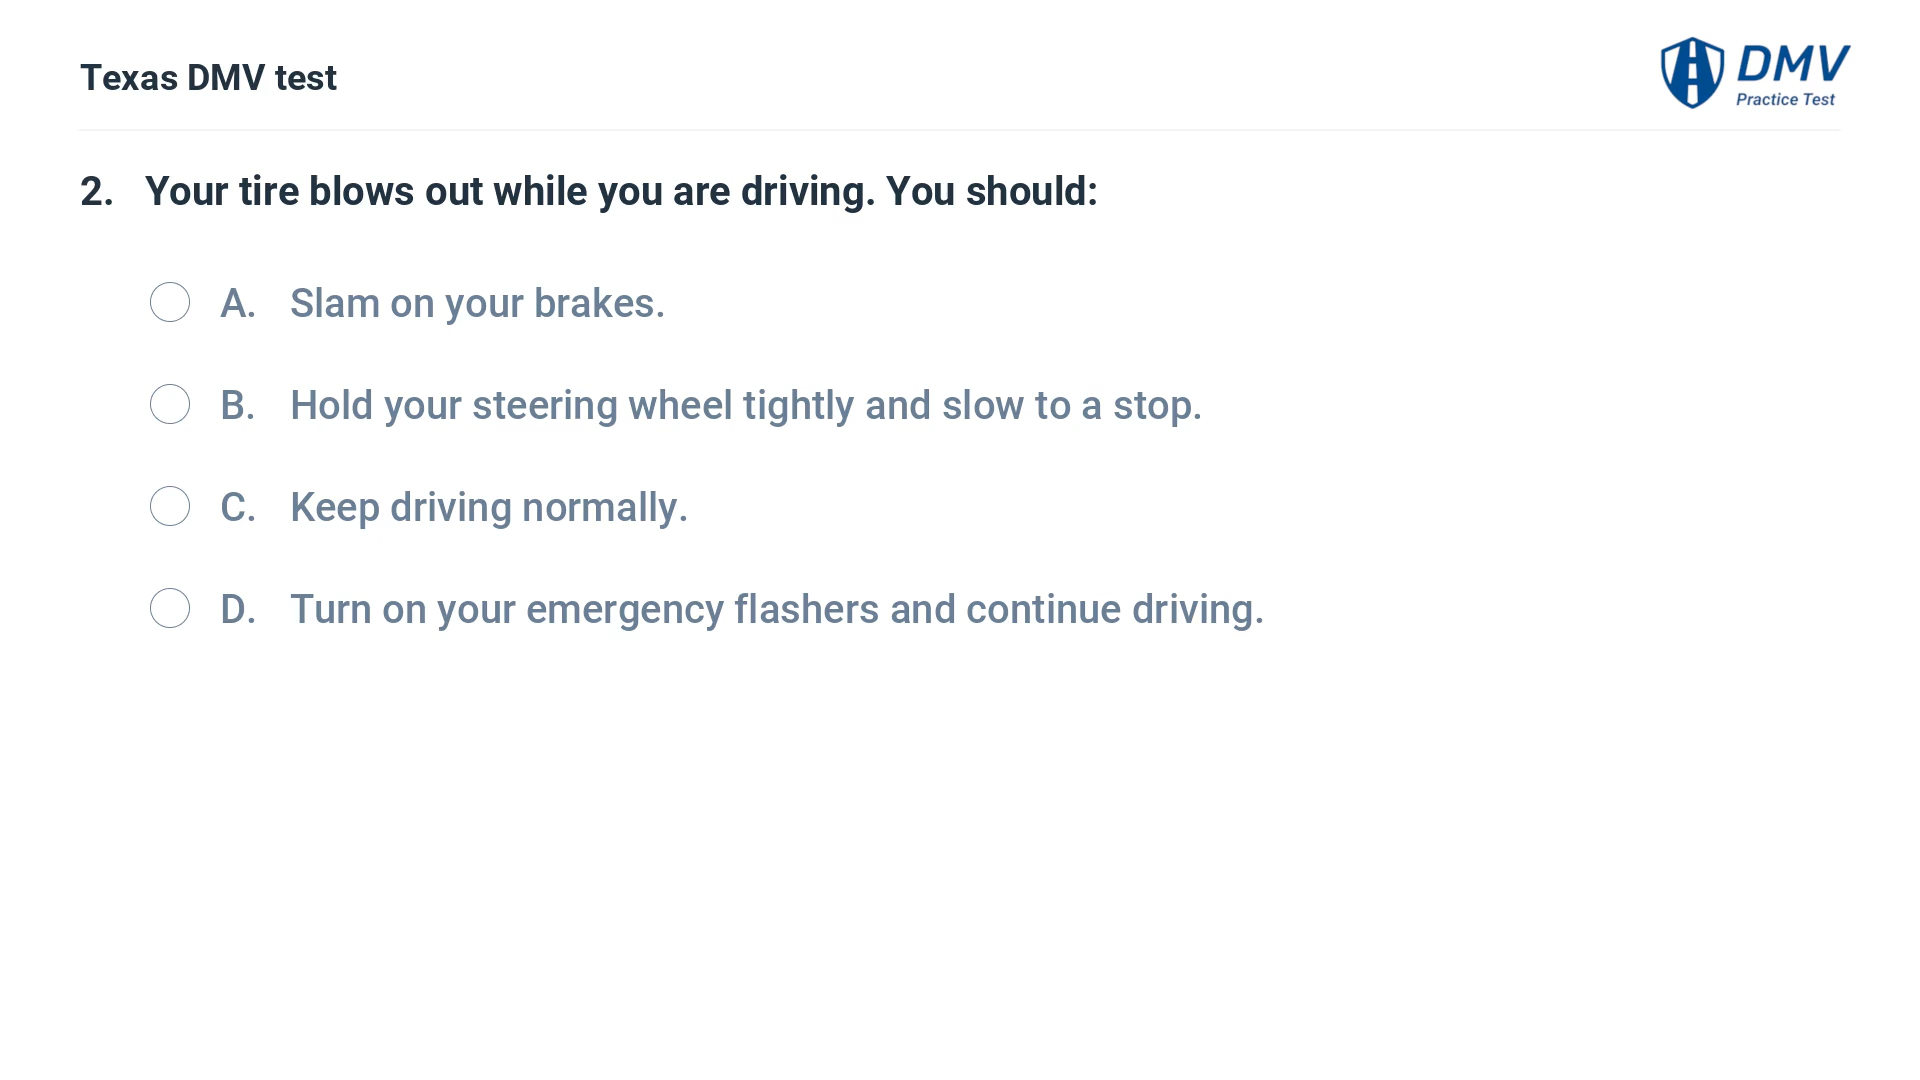 Texas DMV test
DMV
Practice Test
2. Your tire blows out while you are driving. You should:
A. Slam on your brakes.
B. Hold your steering wheel tightly and slow to a stop.
C. Keep driving normally.
D. Turn on your emergency flashers and continue driving.